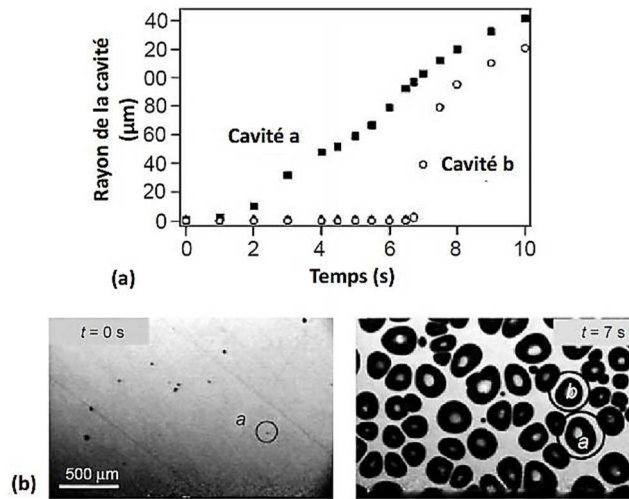 Rayon de la cavité
(µm)
40
20
00
80
60
40
20
0
Cavité a
Cavité b
0
2
4
6
8
10
Temps (s)
(a)
t = 0 s
a
500 µm
t = 7 s
b
a
(b)